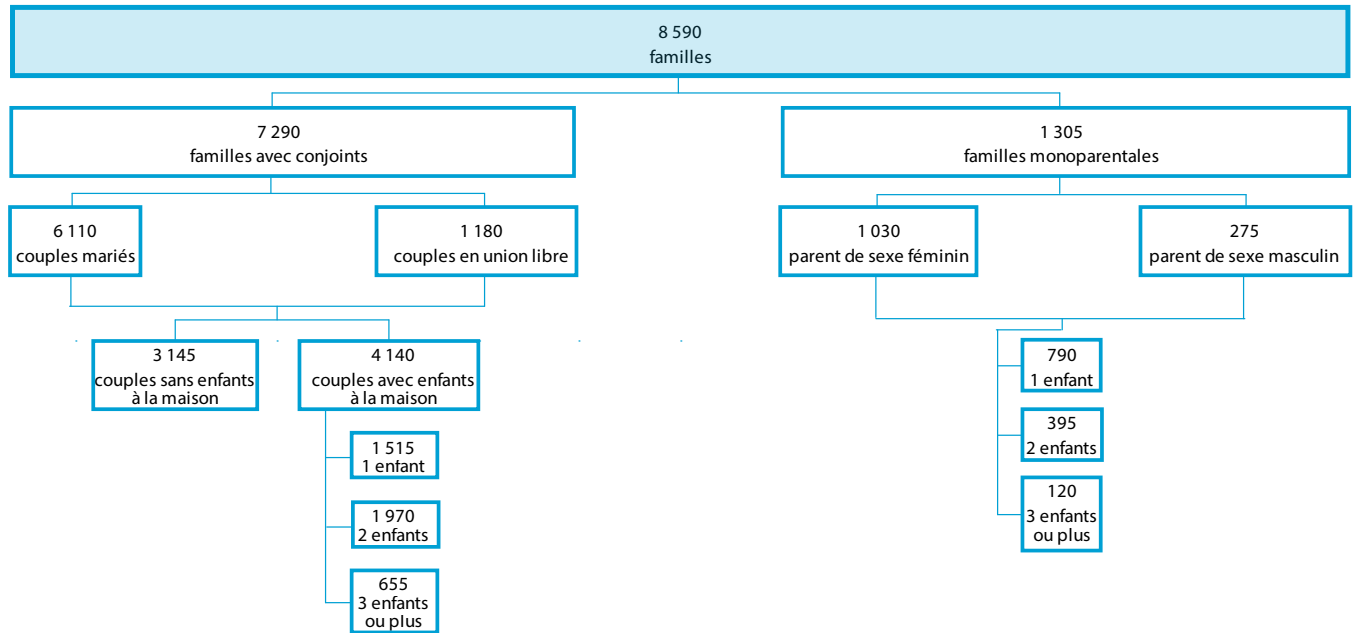 8 590
familles
7 290
familles avec conjoints
1 305
familles monoparentales
6 110
couples mariés
1 180
couples en union libre
1 030
parent de sexe féminin
275
parent de sexe masculin
3 145
couples sans enfants
à la maison
4 140
couples avec enfants
à la maison
1 515
1 enfant
1 970
2 enfants
655
3 enfants
ou plus
790
1 enfant
395
2 enfants
120
3 enfants
ou plus